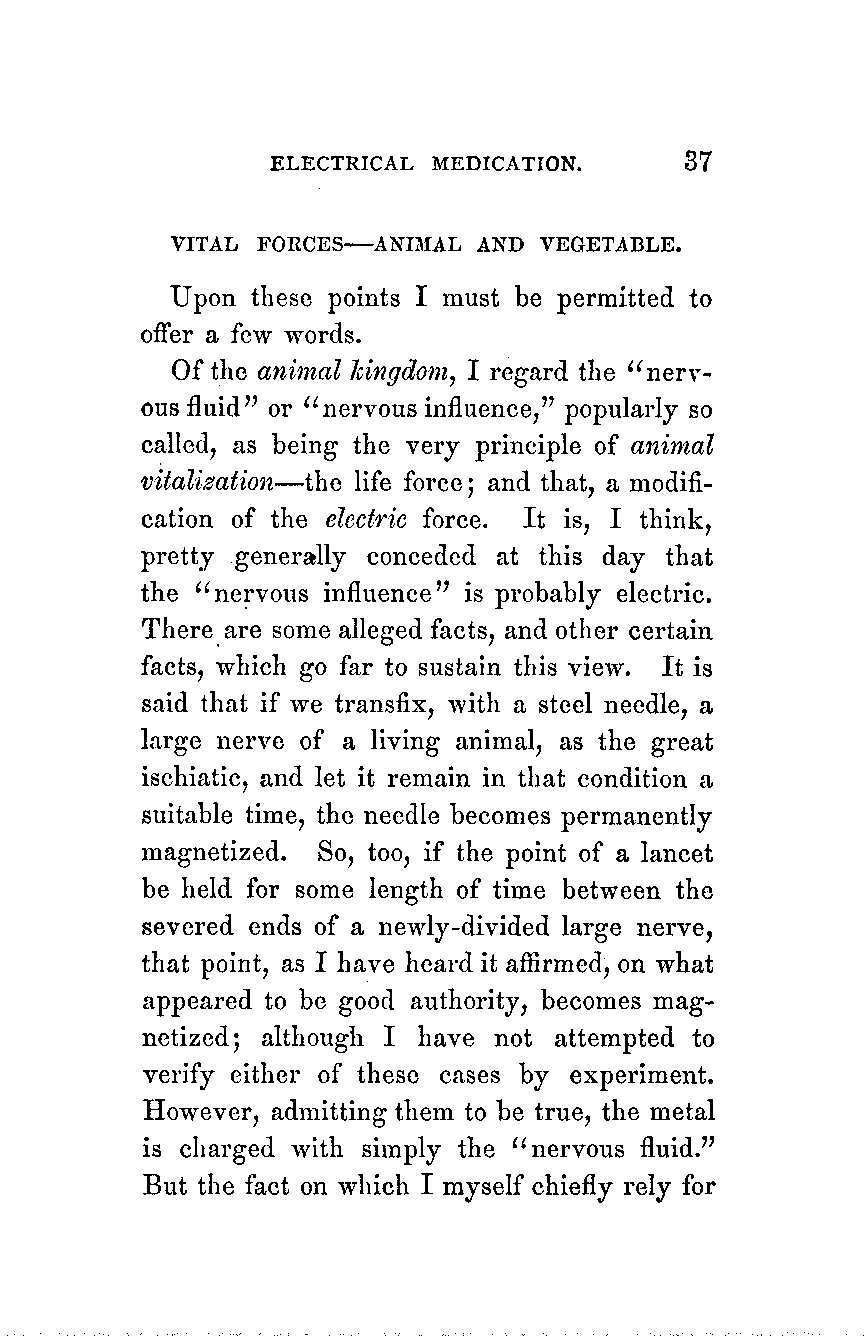 ELECTRICAL MEDICATION. 37
VITAL FORCES—ANIMAL AND VEGETABLE.
Upon these points I must be permitted to
offer a few words.
Of the animal kingdom, I regard the “nerv-
ous fluid” or “nervous influence,” popularly so
called, as being the very principle of animal
vitalization—the life force; and that, a modifi-
cation of the electric force. It is, I think,
pretty generally conceded at this day that
the “nervous influence” is probably electric.
There are some alleged facts, and other certain
facts, which go far to sustain this view. It is
said that if we transfix, with a steel needle, a
large nerve of a living animal, as the great
ischiatic, and let it remain in that condition a
suitable time, the needle becomes permanently
magnetized. So, too, if the point of a lancet
be held for some length of time between the
severed ends of a newly-divided large nerve,
that point, as I have heard it affirmed, on what
appeared to be good authority, becomes mag-
netized; although I have not attempted to
verify either of these cases by experiment.
However, admitting them to be true, the metal
is charged with simply the “nervous fluid.”
But the fact on which I myself chiefly rely for